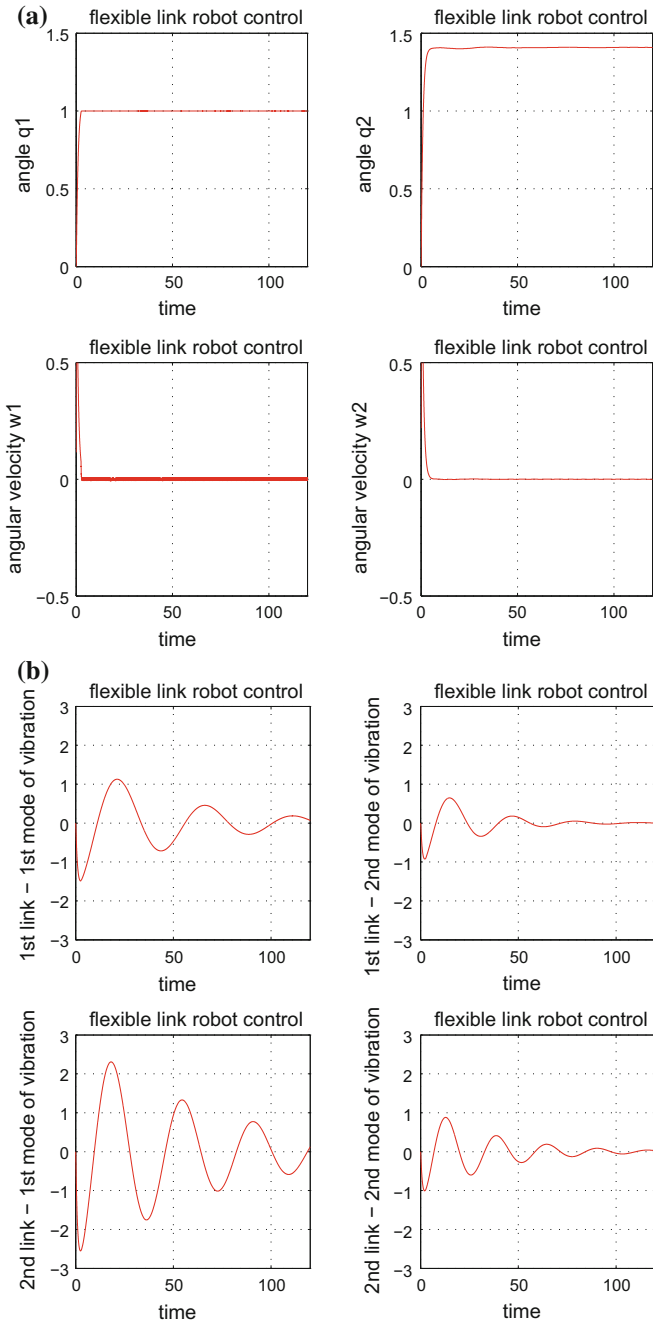 (a)
flexible link robot control
1.5
1
0.5
0
0
50
100
angle q1
time
flexible link robot control
1.5
1
0.5
0
0
50
100
angle q2
time
flexible link robot control
0.5
0
−0.5
0
50
100
angular velocity w1
time
flexible link robot control
0.5
0
−0.5
0
50
100
angular velocity w2
time
(b)
flexible link robot control
3
2
1
0
−1
−2
−3
0
50
100
1st link − 1st mode of vibration
time
flexible link robot control
3
2
1
0
−1
−2
−3
0
50
100
1st link − 2nd mode of vibration
time
flexible link robot control
3
2
1
0
−1
−2
−3
0
50
100
2nd link − 1st mode of vibration
time
flexible link robot control
3
2
1
0
−1
−2
−3
0
50
100
2nd link − 2nd mode of vibration
time